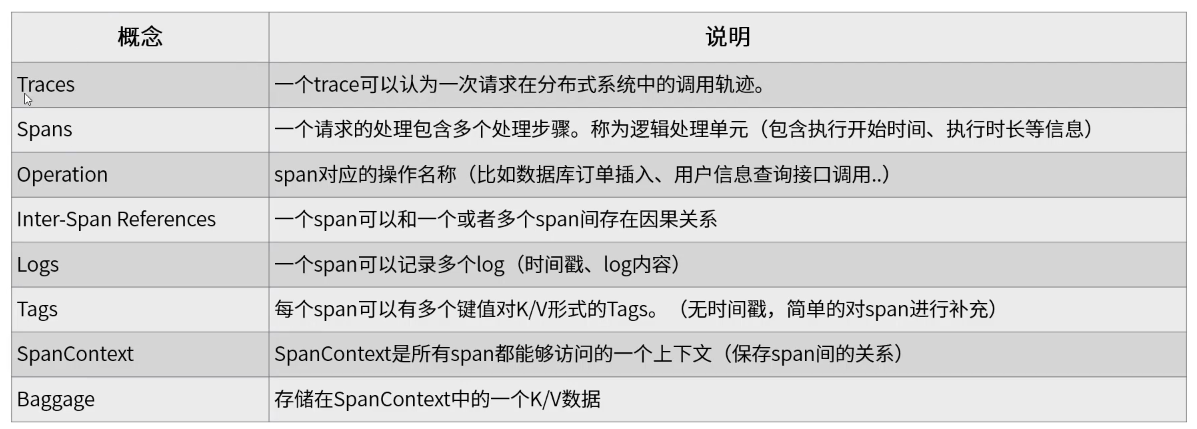 概念 说明
Traces 一个trace可以认为一次请求在分布式系统中的调用轨迹。
Spans 一个请求的处理包含多个处理步骤。称为逻辑处理单元（包含执行开始时间、执行时长等信息）
Operation span对应的操作名称（比如数据库订单插入、用户信息查询接口调用..）
Inter-Span References 一个span可以和一个或者多个span间存在因果关系
Logs 一个span可以记录多个log（时间戳、log内容）
Tags 每个span可以有多个键值对K/V形式的Tags。（无时间戳，简单的对span进行补充）
SpanContext SpanContext是所有span都能够访问的一个上下文（保存span间的关系）
Baggage 存储在SpanContext中的一个K/V数据